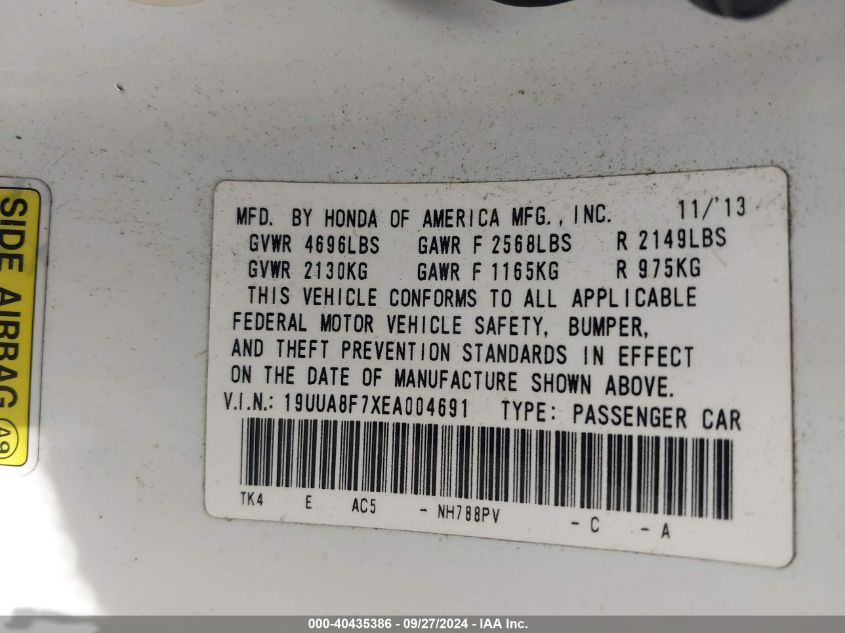 MFD. BY HONDA OF AMERICA MFG., INC. 11/'13
GVWR 4696LBS GAWR F 2568LBS R 2149LBS
GVWR 2130KG GAWR F 1165KG R 975KG
THIS VEHICLE CONFORMS TO ALL APPLICABLE
FEDERAL MOTOR VEHICLE SAFETY, BUMPER,
AND THEFT PREVENTION STANDARDS IN EFFECT
ON THE DATE OF MANUFACTURE SHOWN ABOVE.
V.I.N.: 19UUA8F7XEA004691 TYPE: PASSENGER CAR
TK4 E AC5 - NH788PV - C - A
SIDE AIRBAG A9
000-40435386 - 09/27/2024 - IAA Inc.